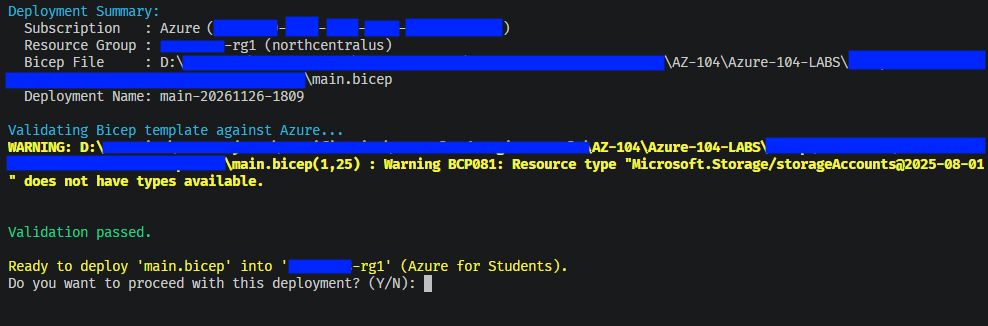 Deployment Summary:
Subscription : Azure ( - - - - )
Resource Group : -rg1 (northcentralus)
Bicep File : D:\ \AZ-104\Azure-104-LABS\
\main.bicep
Deployment Name: main-20261126-1809
Validating Bicep template against Azure...
WARNING: D:\ \AZ-104\Azure-104-LABS\
\main.bicep(1,25) : Warning BCP081: Resource type "Microsoft.Storage/storageAccounts@2025-08-01
" does not have types available.
Validation passed.
Ready to deploy 'main.bicep' into ' -rg1' (Azure for Students).
Do you want to proceed with this deployment? (Y/N):